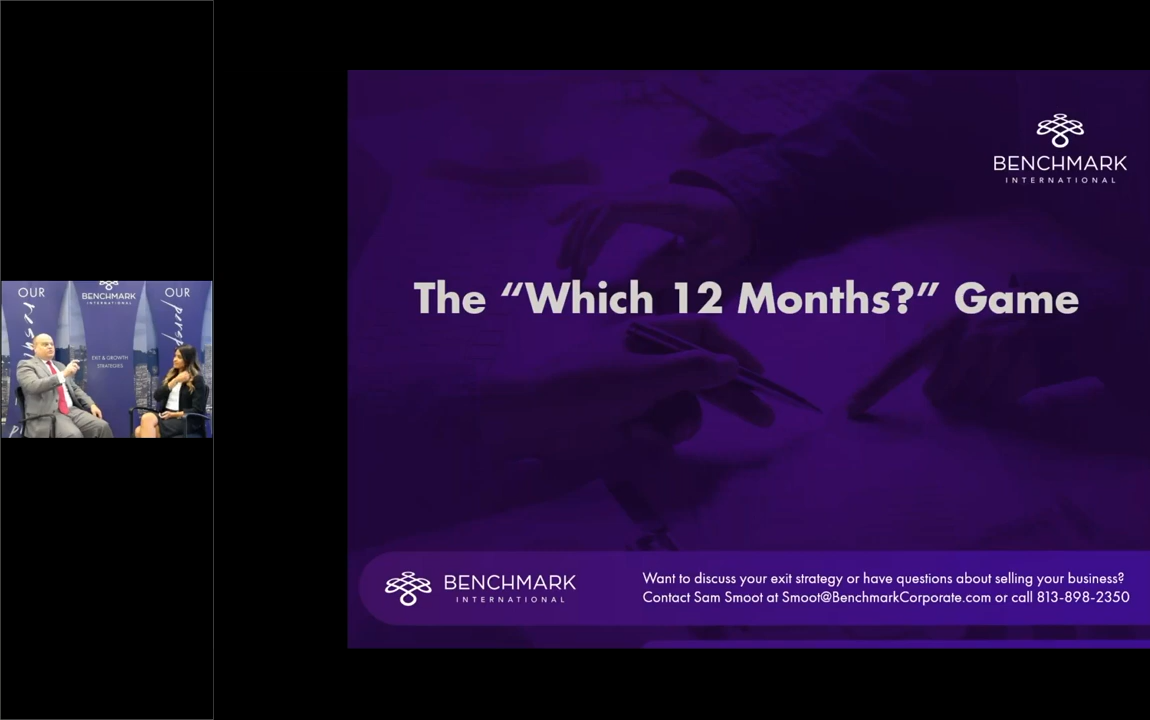 OUR
BENCHMARK
INTERNATIONAL
OUR
EXIT & GROWTH
STRATEGIES
BENCHMARK
INTERNATIONAL
The “Which 12 Months?” Game
BENCHMARK
INTERNATIONAL
Want to discuss your exit strategy or have questions about selling your business?
Contact Sam Smoot at Smoot@BenchmarkCorporate.com or call 813-898-2350